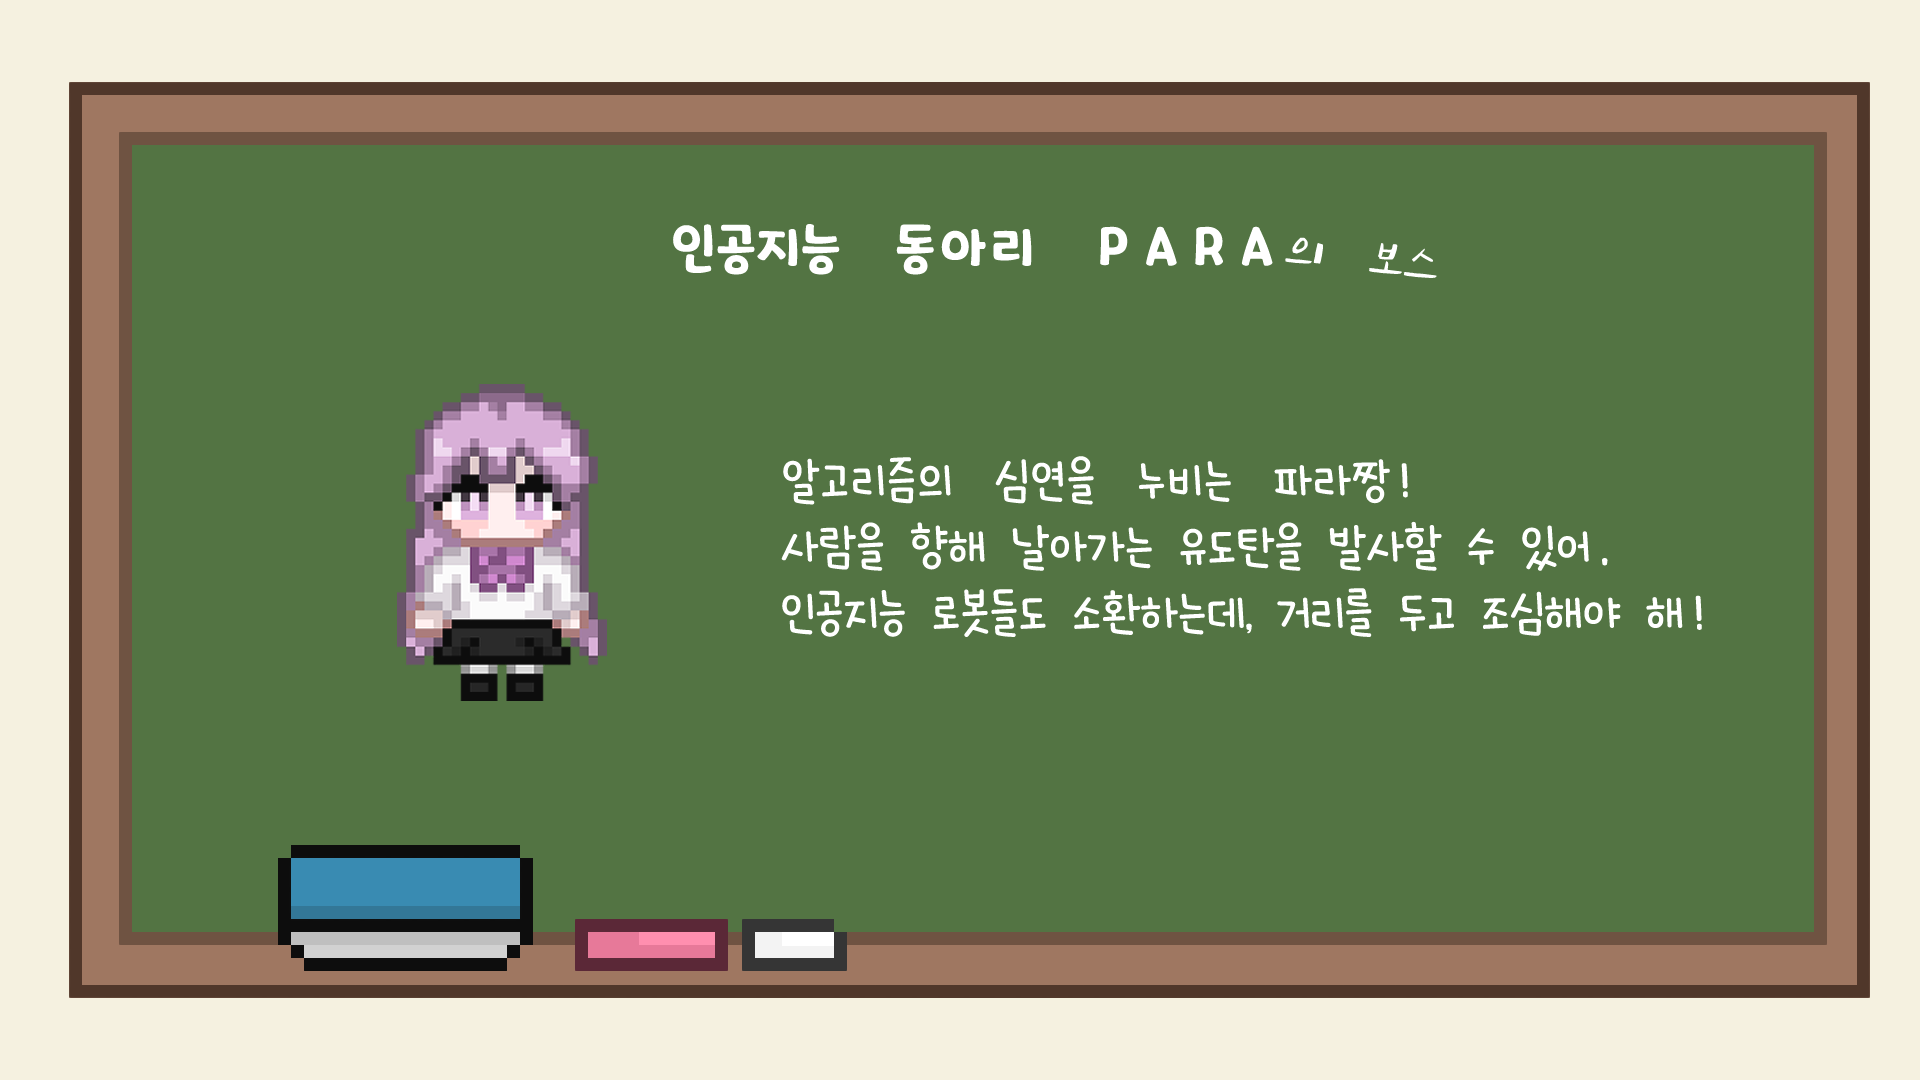 인공지능 동아리 PARA의 보스
알고리즘의 심연을 누비는 파라짱!
사람을 향해 날아가는 유도탄을 발사할 수 있어.
인공지능 로봇들도 소환하는데, 거리를 두고 조심해야 해!